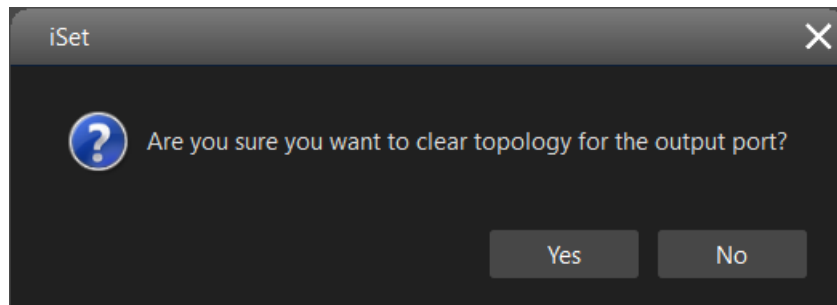 iSet
Are you sure you want to clear topology for the output port?
Yes No